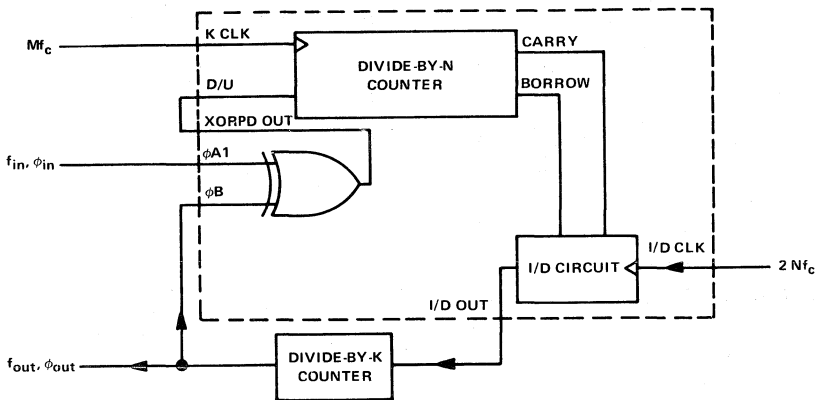 Mfc
K CLK
DIVIDE-BY-N
COUNTER
CARRY
BORROW
D/U
XORPD OUT
fin, ϕin
ϕA1
ϕB
I/D CIRCUIT
I/D CLK
2 Nfc
I/D OUT
fout, ϕout
DIVIDE-BY-K
COUNTER